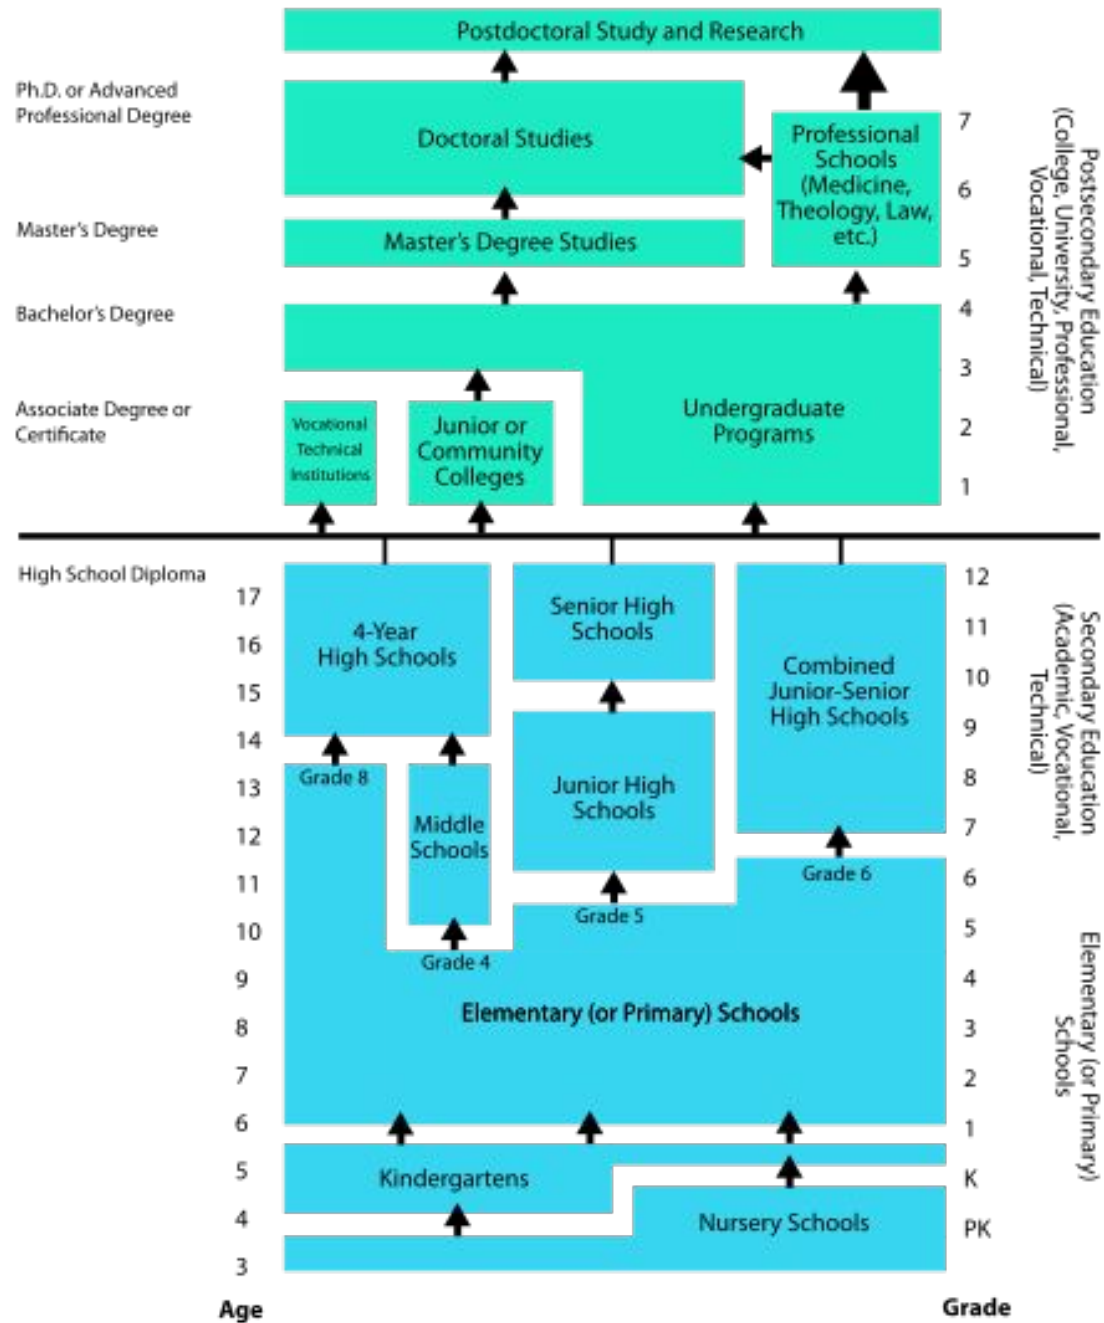 Postdoctoral Study and Research
Ph.D. or Advanced
Professional Degree
Doctoral Studies
Professional
Schools
(Medicine,
Theology, Law,
etc.)
7
6
5
Master's Degree
Master's Degree Studies
Bachelor's Degree
4
3
Associate Degree or
Certificate
Vocational
Technical
Institutions
Junior or
Community
Colleges
Undergraduate
Programs
2
1
Postsecondary Education
(College, University, Professional,
Vocational, Technical)
High School Diploma
17
16
15
14
13
12
11
10
9
8
7
6
5
4
3
Age
4-Year
High Schools
Senior High
Schools
Combined
Junior-Senior
High Schools
Grade 8
Middle
Schools
Junior High
Schools
Grade 6
Grade 5
Grade 4
Elementary (or Primary) Schools
Kindergartens
Nursery Schools
12
11
10
9
8
7
6
5
4
3
2
1
K
PK
Grade
Secondary Education
(Academic, Vocational,
Technical)
Elementary (or Primary)
Schools